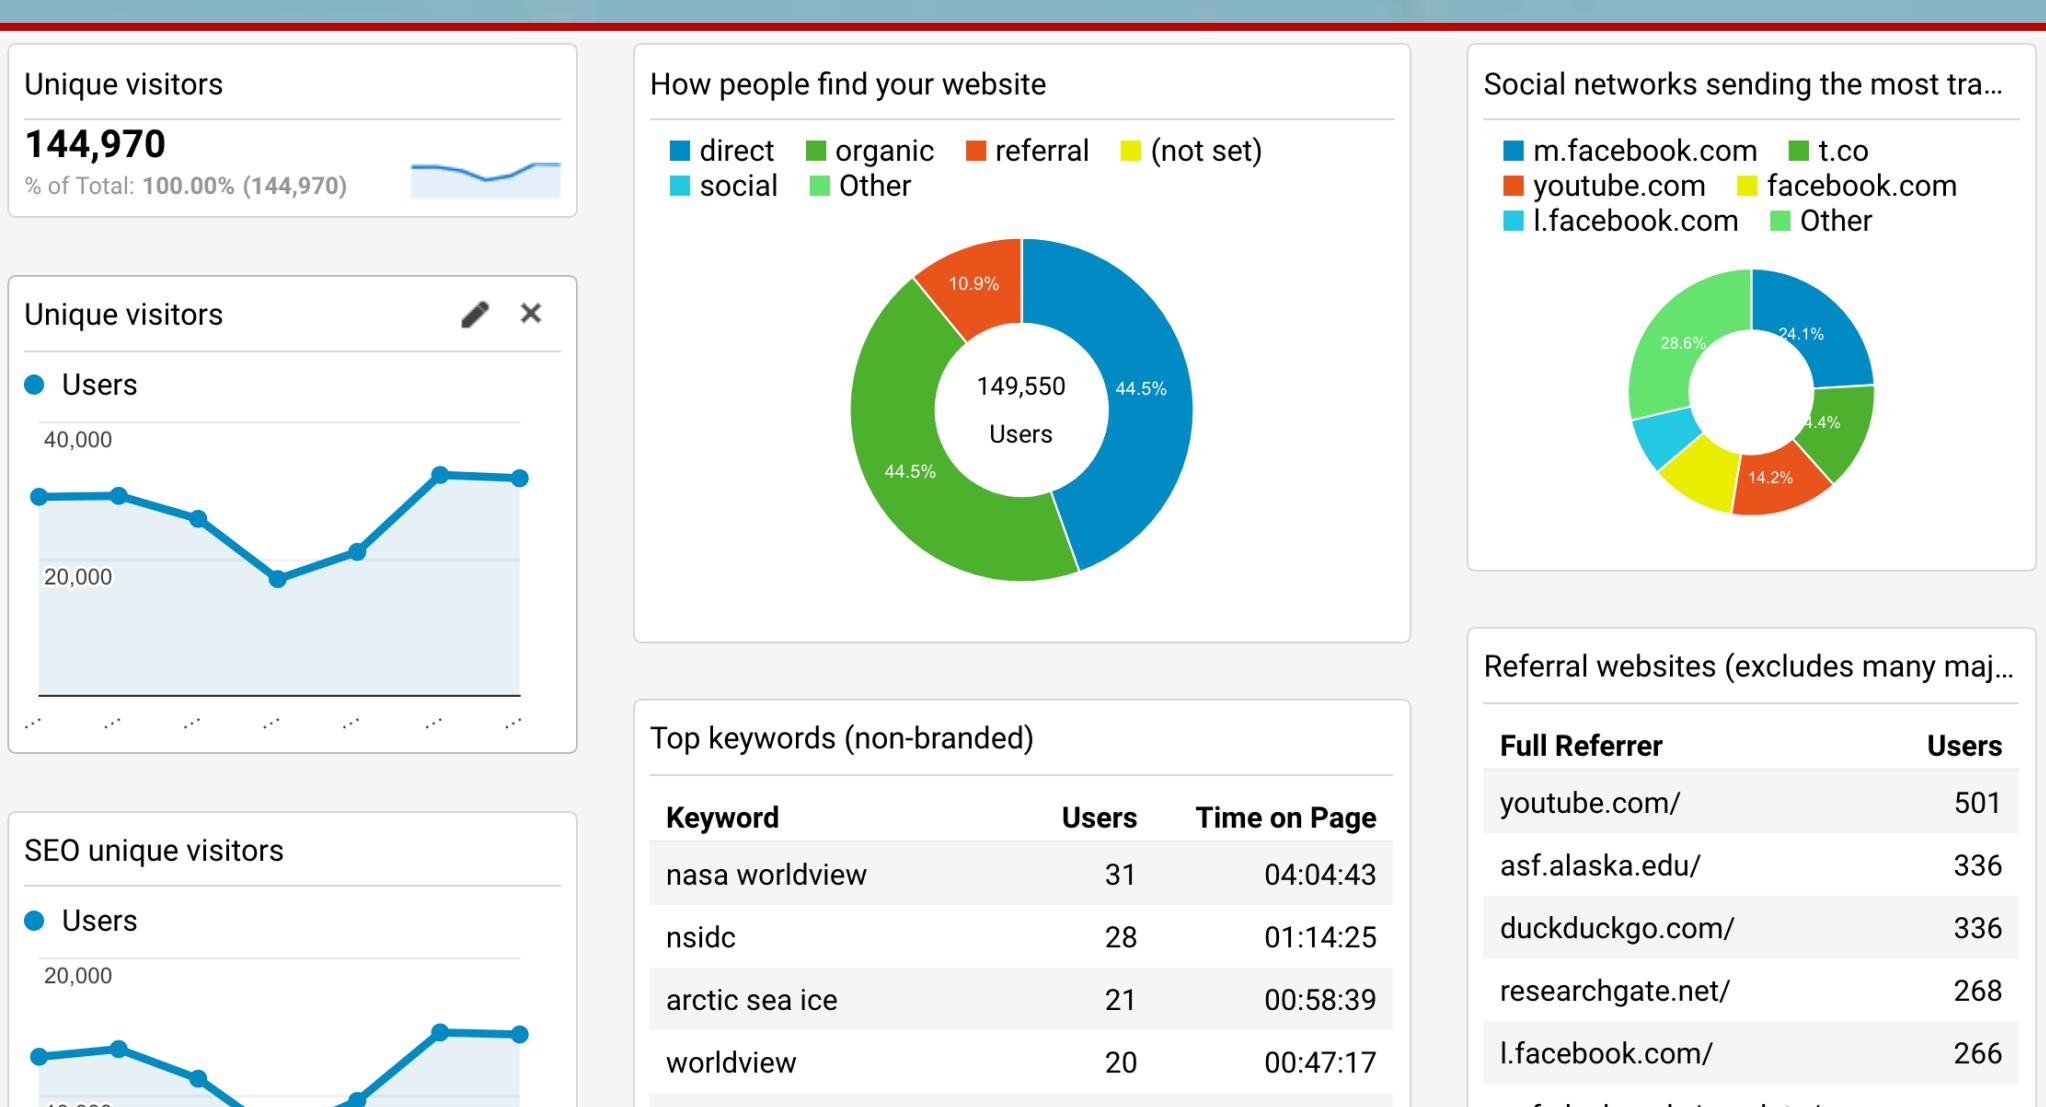 Unique visitors
144,970
% of Total: 100.00% (144,970)
Unique visitors
Users
40,000
20,000
SEO unique visitors
Users
20,000
How people find your website
direct organic referral (not set)
social Other
10.9%
44.5%
44.5%
149,550
Users
Top keywords (non-branded)
Keyword Users Time on Page
nasa worldview 31 04:04:43
nsidc 28 01:14:25
arctic sea ice 21 00:58:39
worldview 20 00:47:17
Social networks sending the most tra...
m.facebook.com t.co
youtube.com facebook.com
l.facebook.com Other
24.1%
28.6%
4.4%
14.2%
Referral websites (excludes many maj...
Full Referrer Users
youtube.com/ 501
asf.alaska.edu/ 336
duckduckgo.com/ 336
researchgate.net/ 268
l.facebook.com/ 266